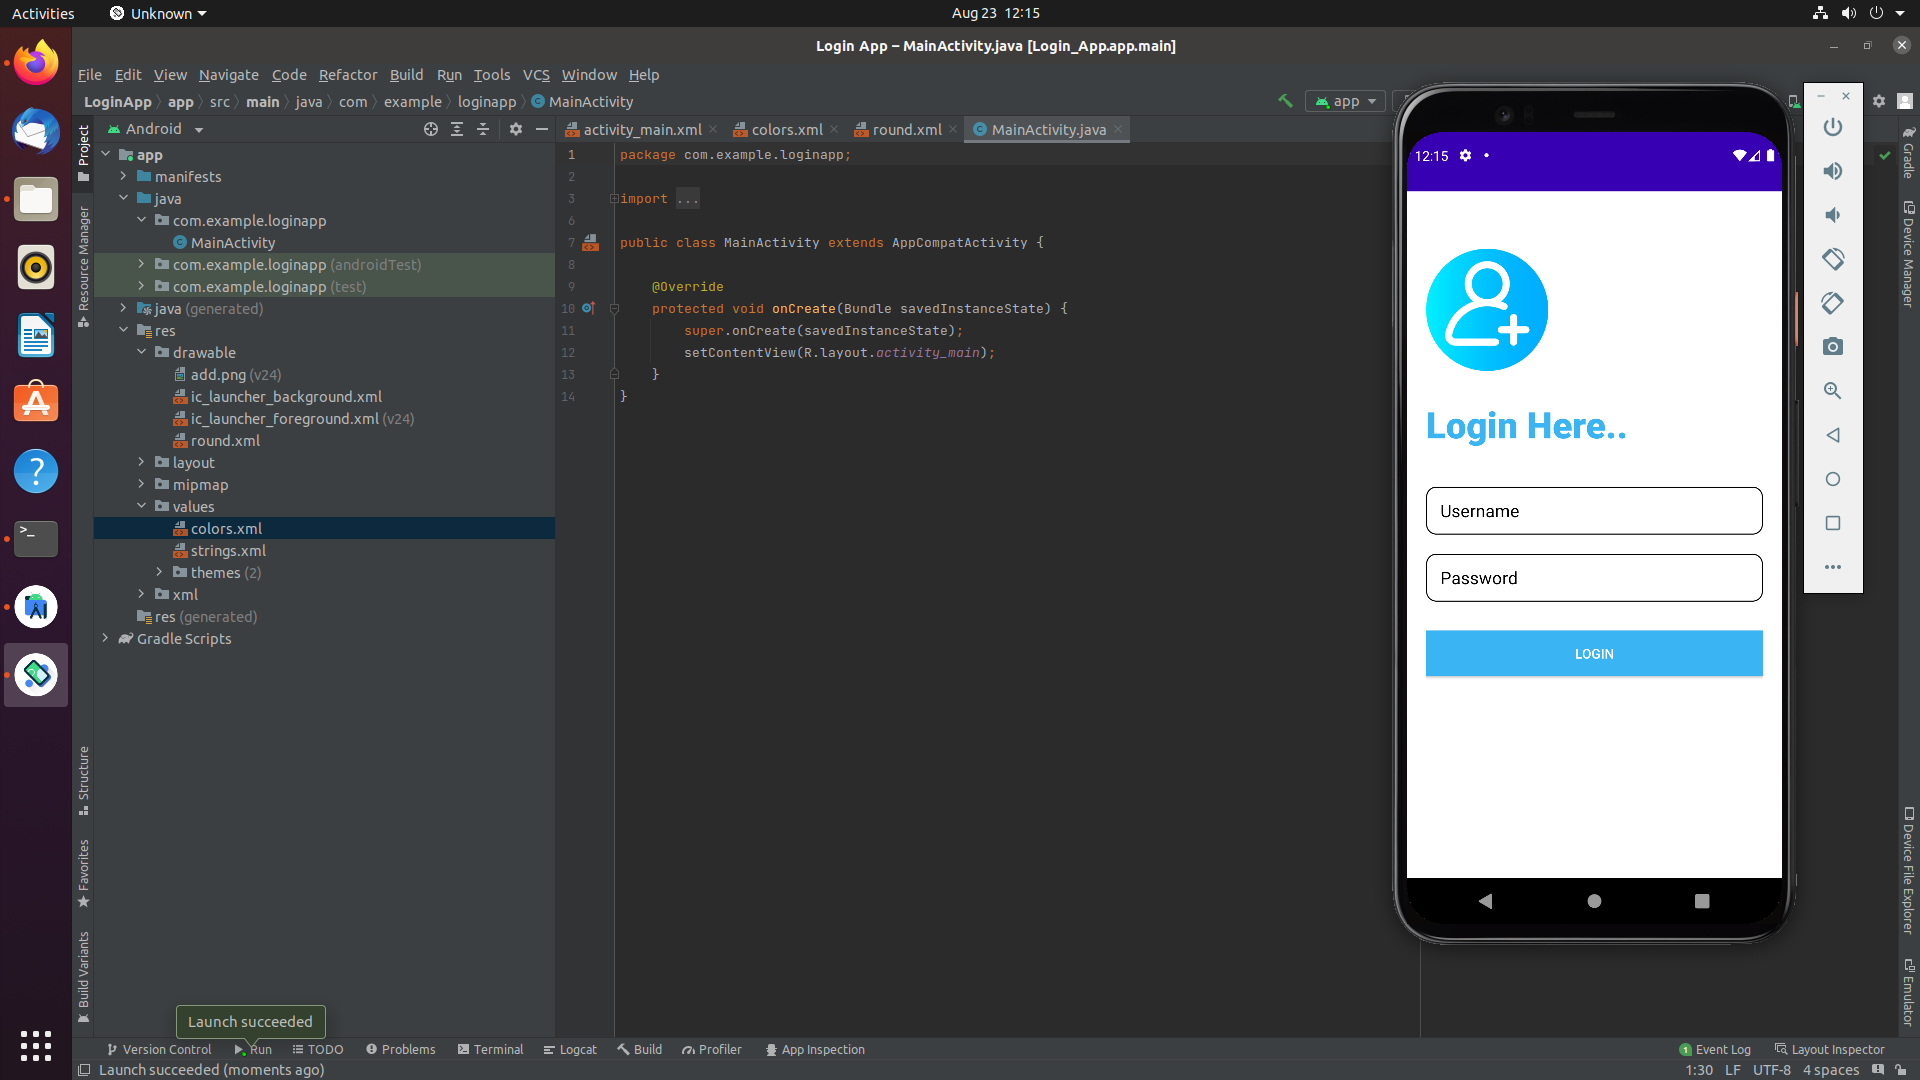 Activities
Unknown
Aug 23 12:15
Login App – MainActivity.java [Login_App.app.main]
File Edit View Navigate Code Refactor Build Run Tools VCS Window Help
LoginApp app src main java com example loginapp MainActivity
app
Project
Resource Manager
Structure
Favorites
Build Variants
Android
app
manifests
java
com.example.loginapp
MainActivity
com.example.loginapp (androidTest)
com.example.loginapp (test)
java (generated)
res
drawable
add.png (v24)
ic_launcher_background.xml
ic_launcher_foreground.xml (v24)
round.xml
layout
mipmap
values
colors.xml
strings.xml
themes (2)
xml
res (generated)
Gradle Scripts
activity_main.xml colors.xml round.xml MainActivity.java
1 package com.example.loginapp;
2
3 import ...
6
7 public class MainActivity extends AppCompatActivity {
8
9 @Override
10 protected void onCreate(Bundle savedInstanceState) {
11 super.onCreate(savedInstanceState);
12 setContentView(R.layout.activity_main);
13 }
14 }
12:15
Login Here..
Username
Password
LOGIN
Gradle
Device Manager
Device File Explorer
Emulator
Launch succeeded
Version Control Run TODO Problems Terminal Logcat Build Profiler App Inspection
1 Event Log Layout Inspector
Launch succeeded (moments ago)
1:30 LF UTF-8 4 spaces